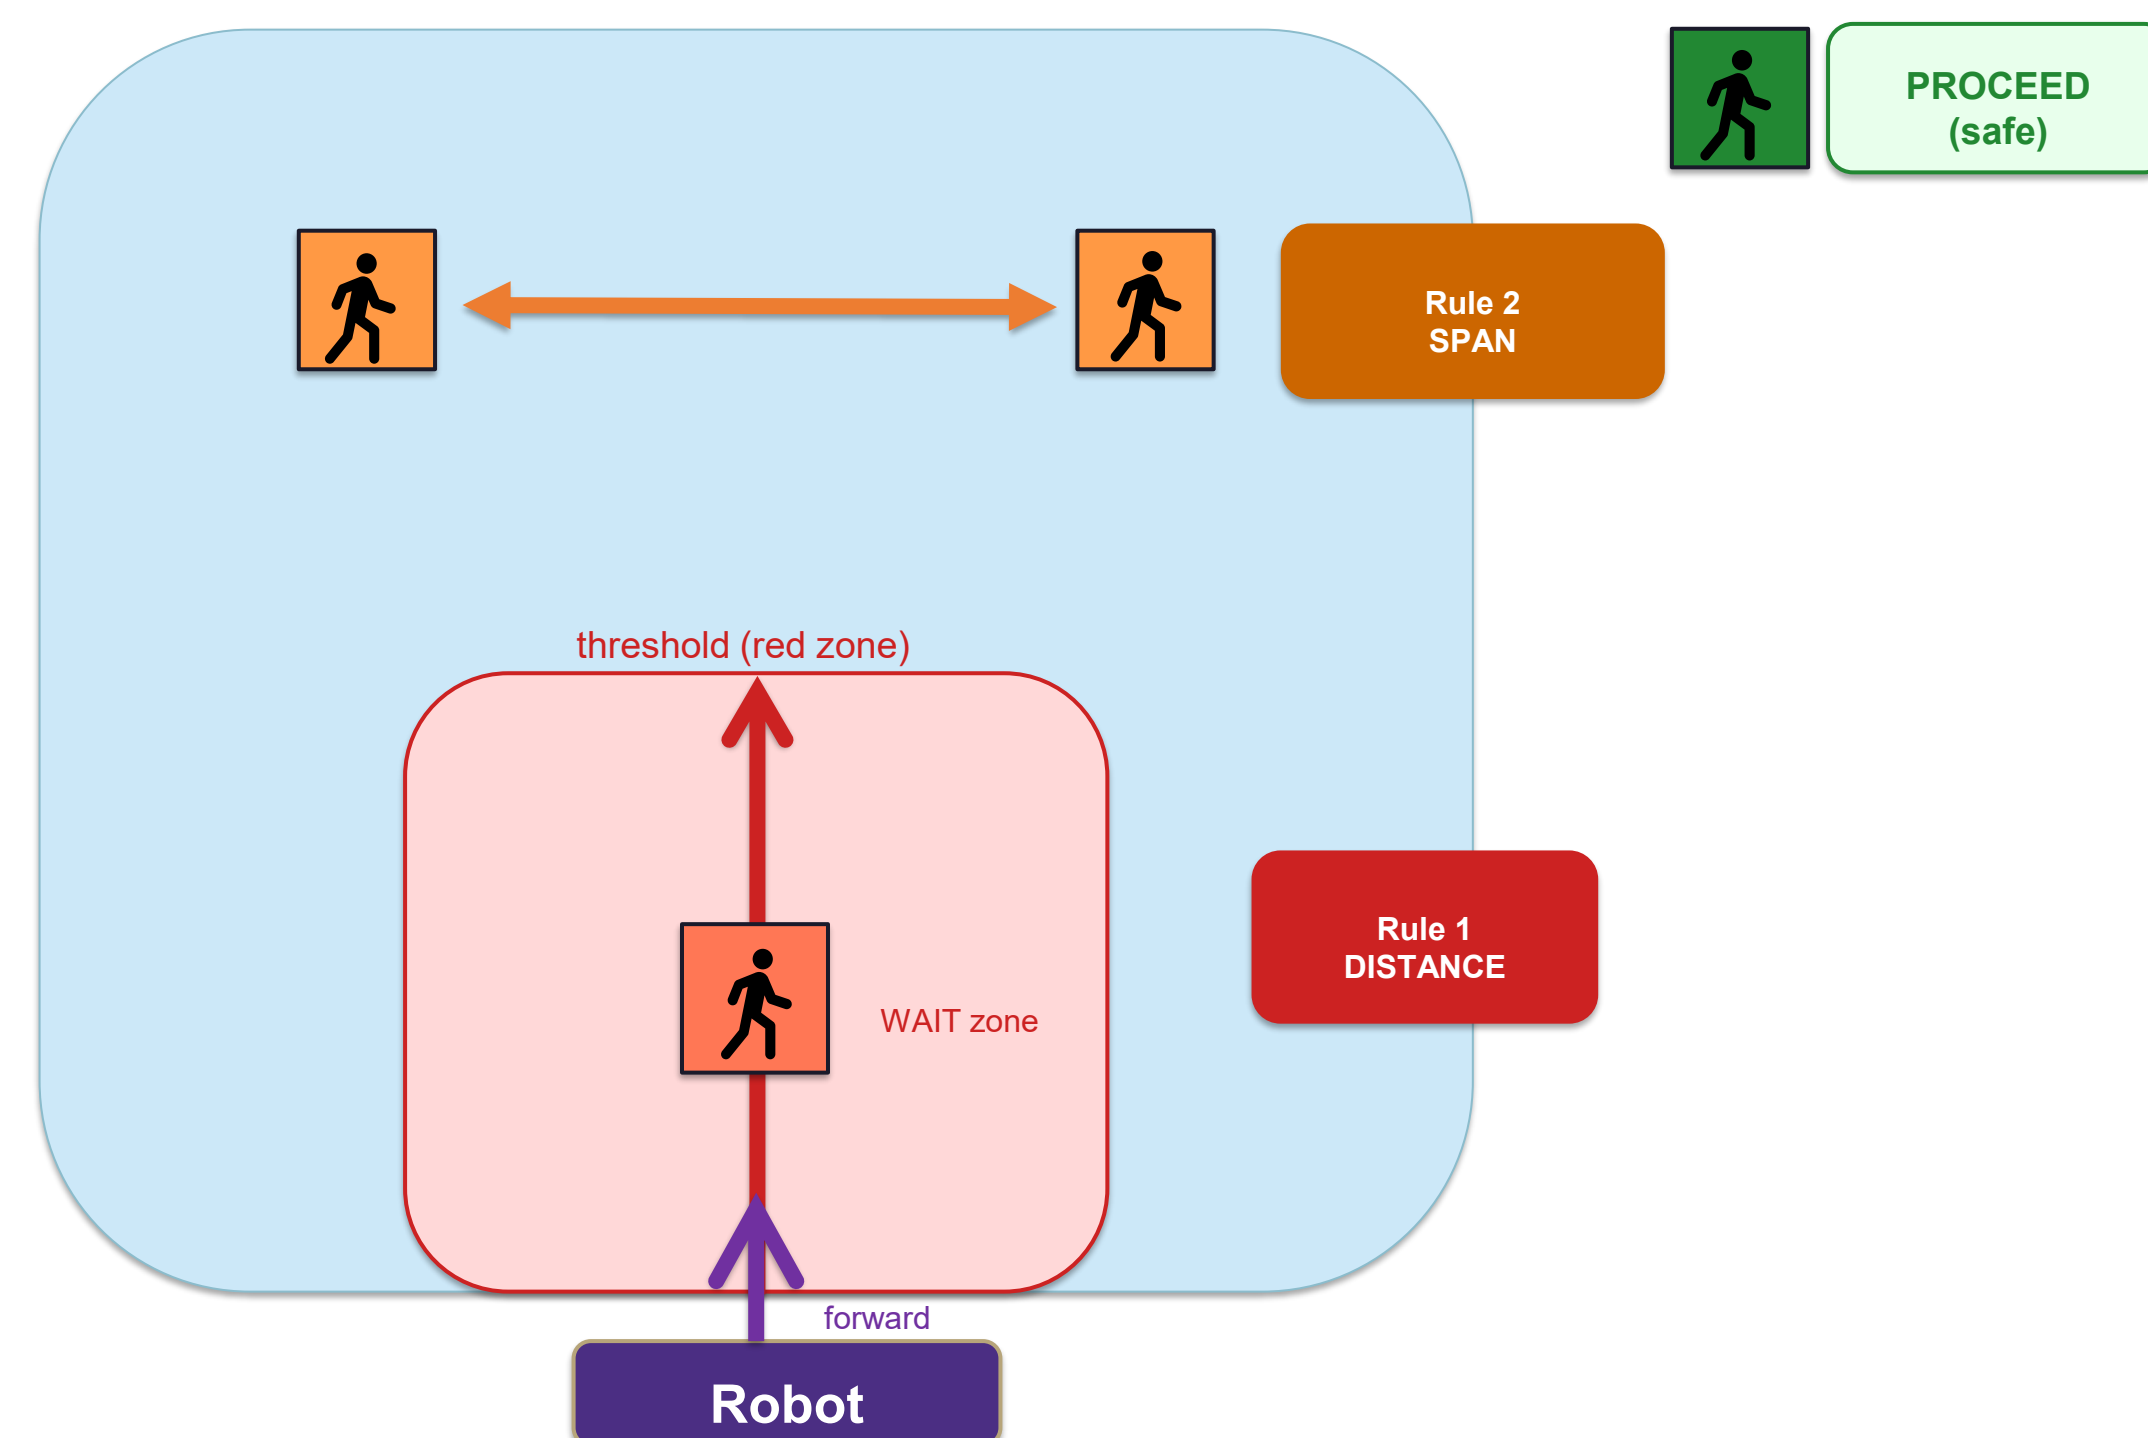 PROCEED
(safe)
Rule 2
SPAN
threshold (red zone)
Rule 1
DISTANCE
WAIT zone
forward
Robot